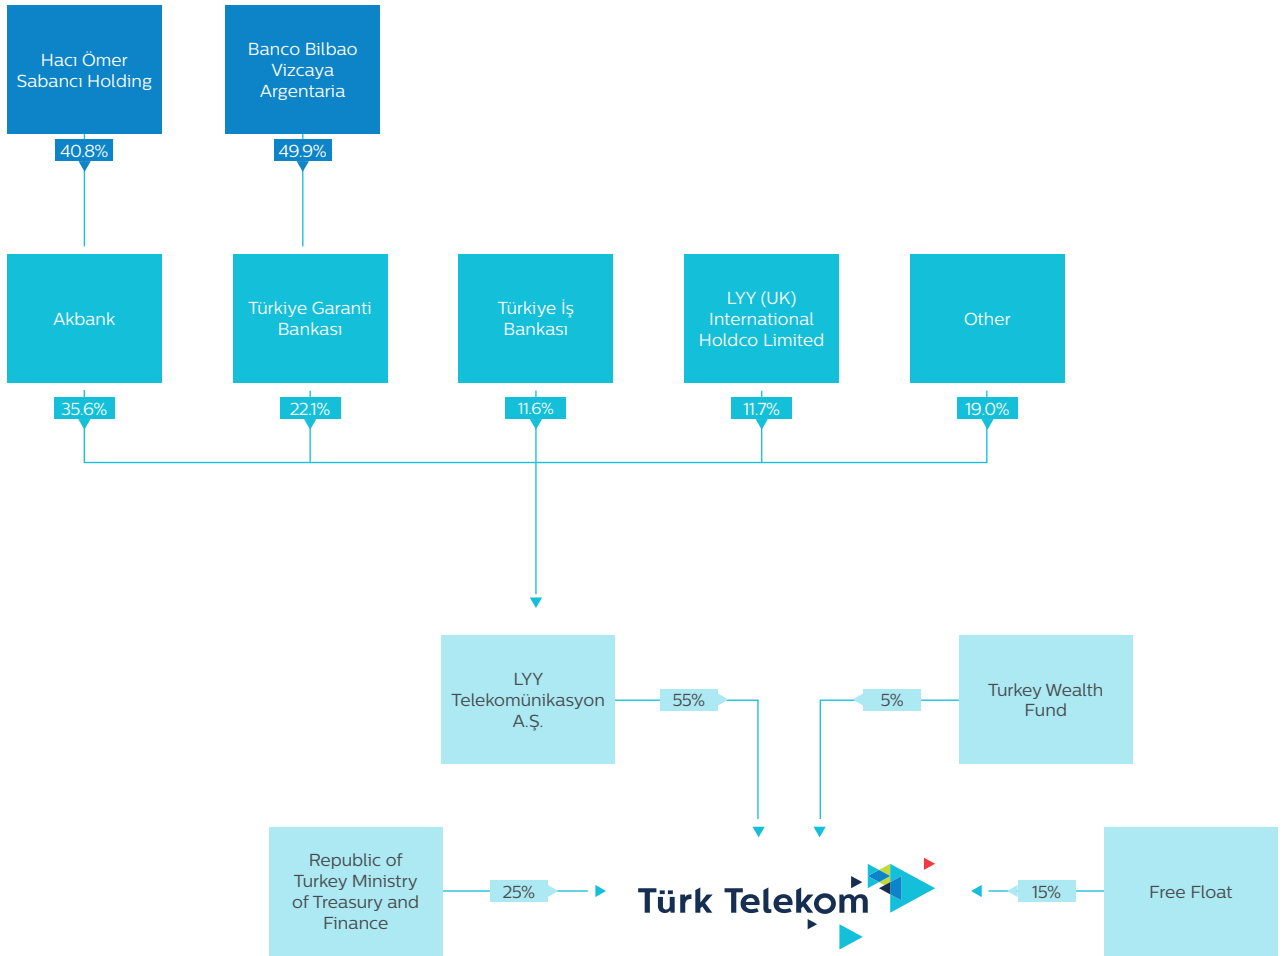 Hacı Ömer
Sabancı Holding
Banco Bilbao
Vizcaya
Argentaria
40.8%
49.9%
Akbank
Türkiye Garanti
Bankası
Türkiye İş
Bankası
LYY (UK)
International
Holdco Limited
Other
35.6%
22.1%
11.6%
11.7%
19.0%
LYY
Telekomünikasyon
A.Ş.
55%
5%
Turkey Wealth
Fund
Republic of
Turkey Ministry
of Treasury and
Finance
25%
Türk Telekom
15%
Free Float